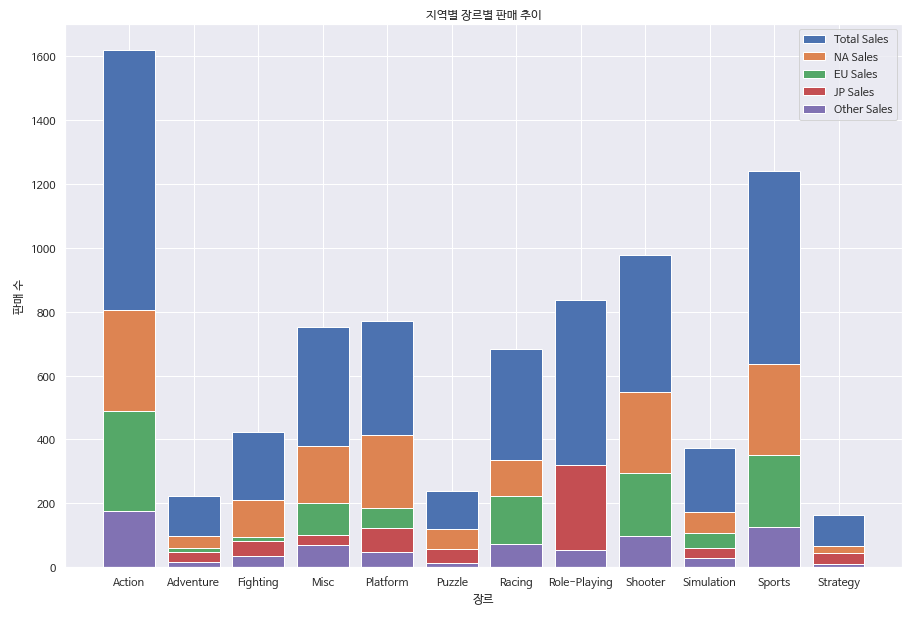 지역별 장르별 판매 추이
Total Sales
NA Sales
EU Sales
JP Sales
Other Sales
판매 수
1600
1400
1200
1000
800
600
400
200
0
Action Adventure Fighting Misc Platform Puzzle Racing Role-Playing Shooter Simulation Sports Strategy
장르